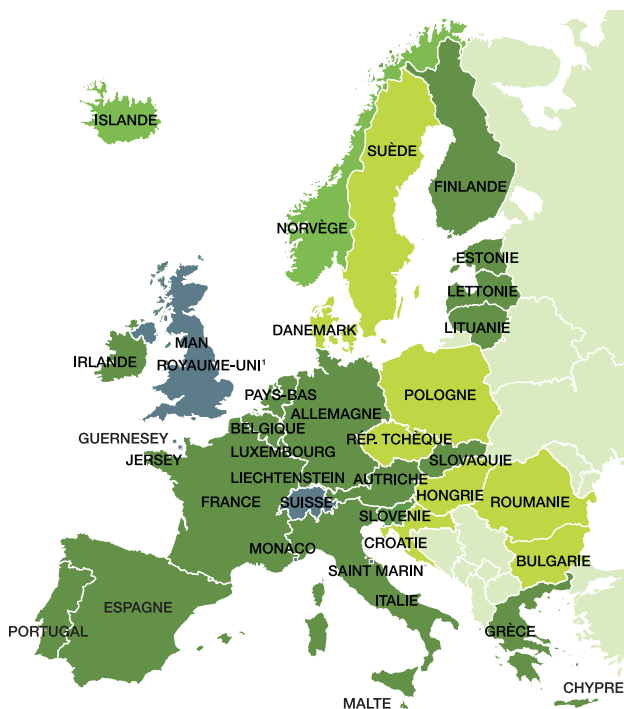 ISLANDE
SUÈDE
FINLANDE
NORVÈGE
ESTONIE
LETTONIE
LITUANIE
DANEMARK
MAN
IRLANDE
ROYAUME-UNI¹
PAYS-BAS
POLOGNE
ALLEMAGNE
BELGIQUE
GUERNESEY
RÉP. TCHÈQUE
LUXEMBOURG
JERSEY
SLOVAQUIE
LIECHTENSTEIN
AUTRICHE
FRANCE
SUISSE
HONGRIE
ROUMANIE
SLOVENIE
CROATIE
MONACO
BULGARIE
SAINT MARIN
ITALIE
ESPAGNE
PORTUGAL
GRÈCE
CHYPRE
MALTE